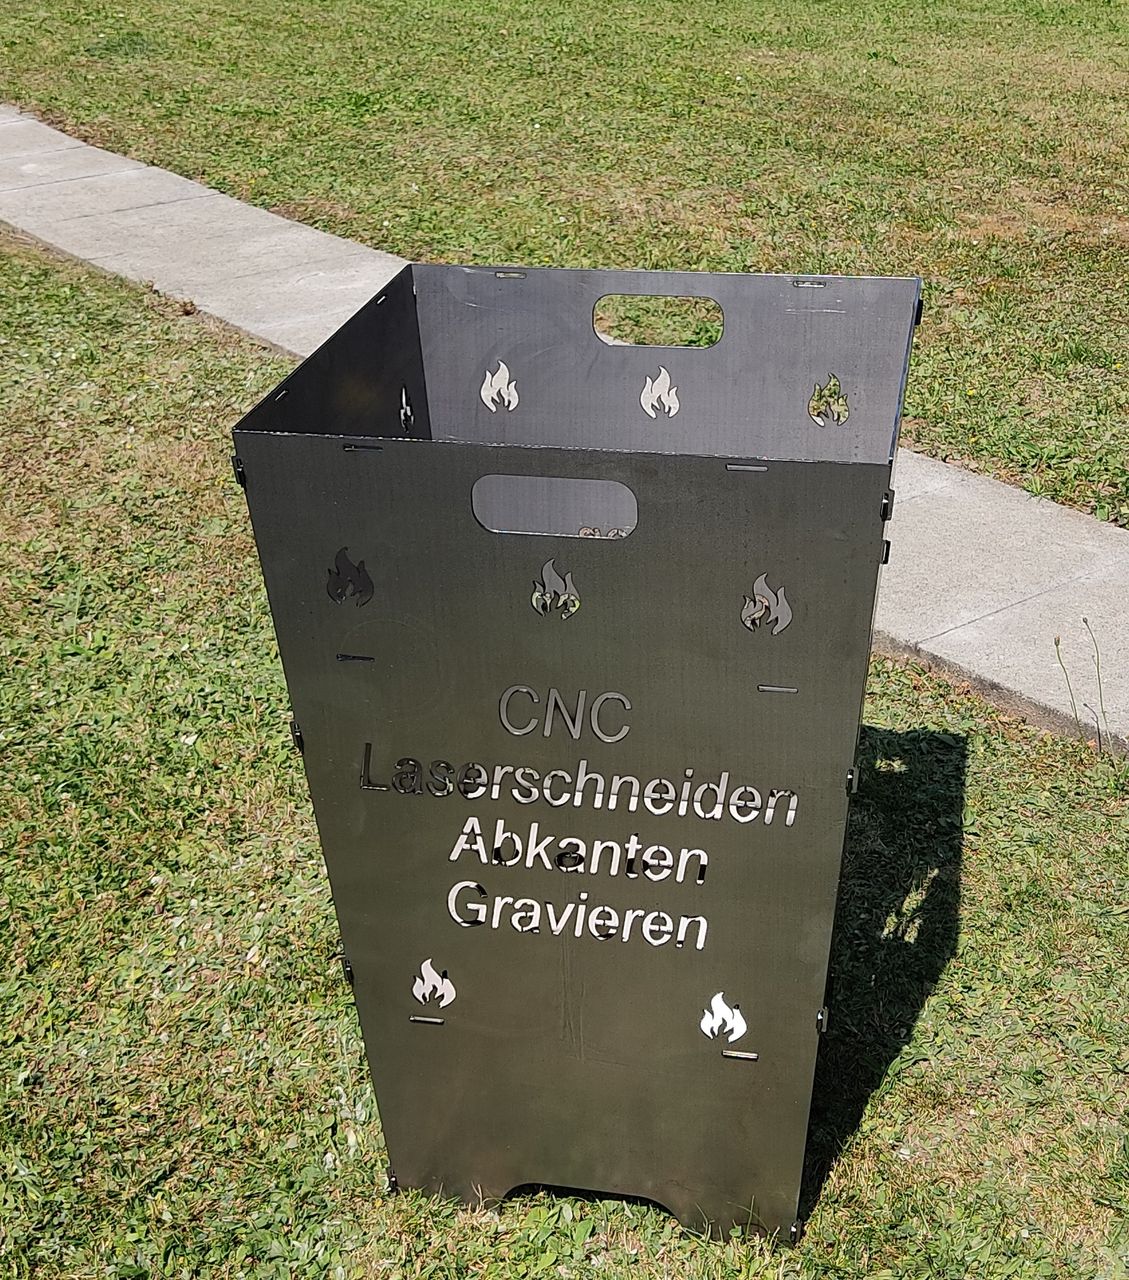 CNC
Laserschneiden
Abkanten
Gravieren